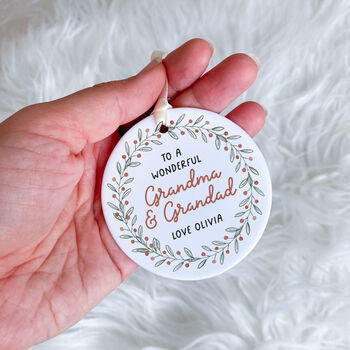 TO A
WONDERFUL
Grandma
& Grandad
LOVE OLIVIA